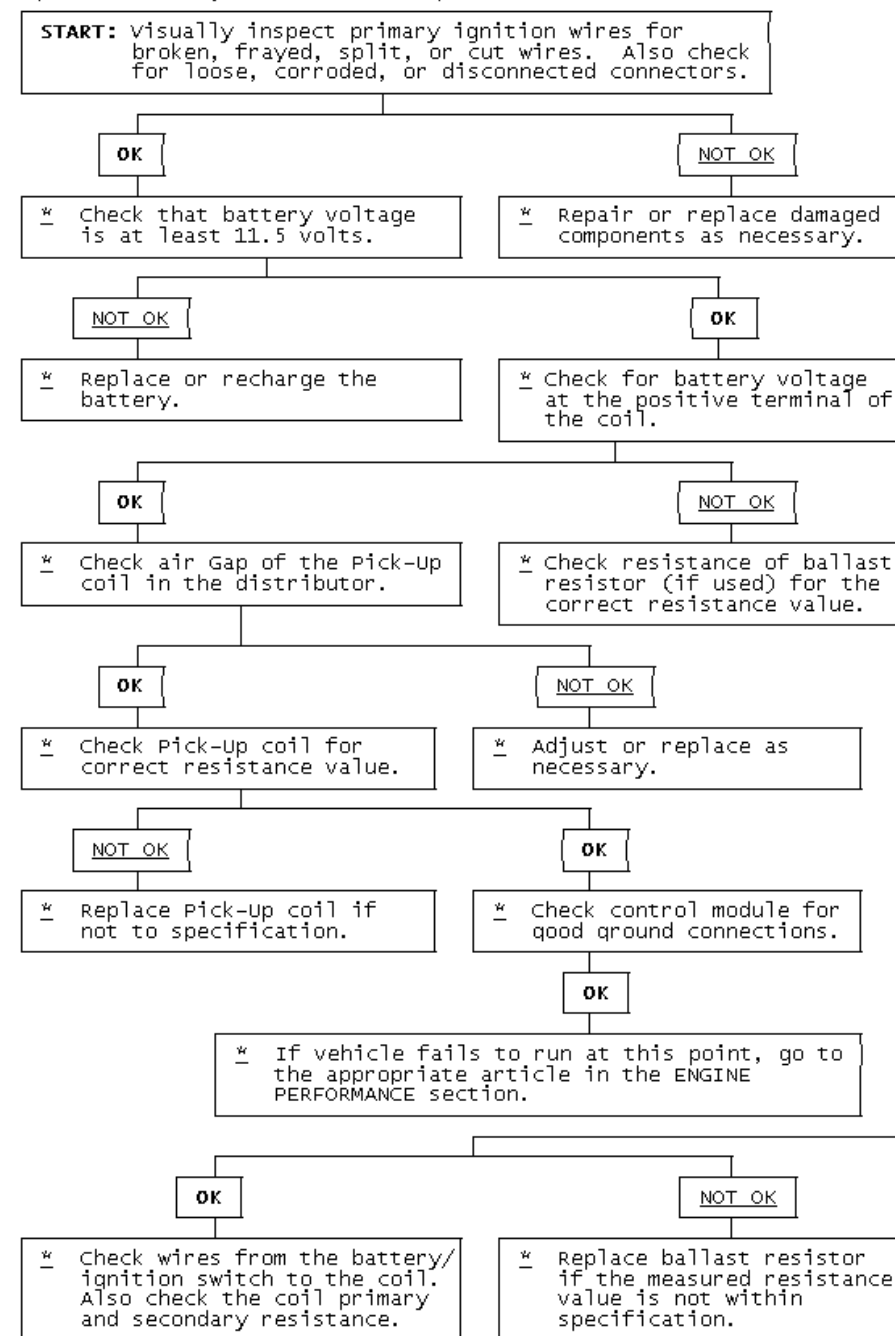 START: Visually inspect primary ignition wires for
broken, frayed, split, or cut wires. Also check
for loose, corroded, or disconnected connectors.
OK
NOT OK
* Check that battery voltage
is at least 11.5 volts.
* Repair or replace damaged
components as necessary.
NOT OK
OK
* Replace or recharge the
battery.
* Check for battery voltage
at the positive terminal of
the coil.
OK
NOT OK
* Check air Gap of the Pick-Up
coil in the distributor.
* Check resistance of ballast
resistor (if used) for the
correct resistance value.
OK
NOT OK
* Check Pick-Up coil for
correct resistance value.
* Adjust or replace as
necessary.
NOT OK
OK
* Replace Pick-Up coil if
not to specification.
* Check control module for
good ground connections.
OK
* If vehicle fails to run at this point, go to
the appropriate article in the ENGINE
PERFORMANCE section.
OK
NOT OK
* Check wires from the battery/
ignition switch to the coil.
Also check the coil primary
and secondary resistance.
* Replace ballast resistor
if the measured resistance
value is not within
specification.